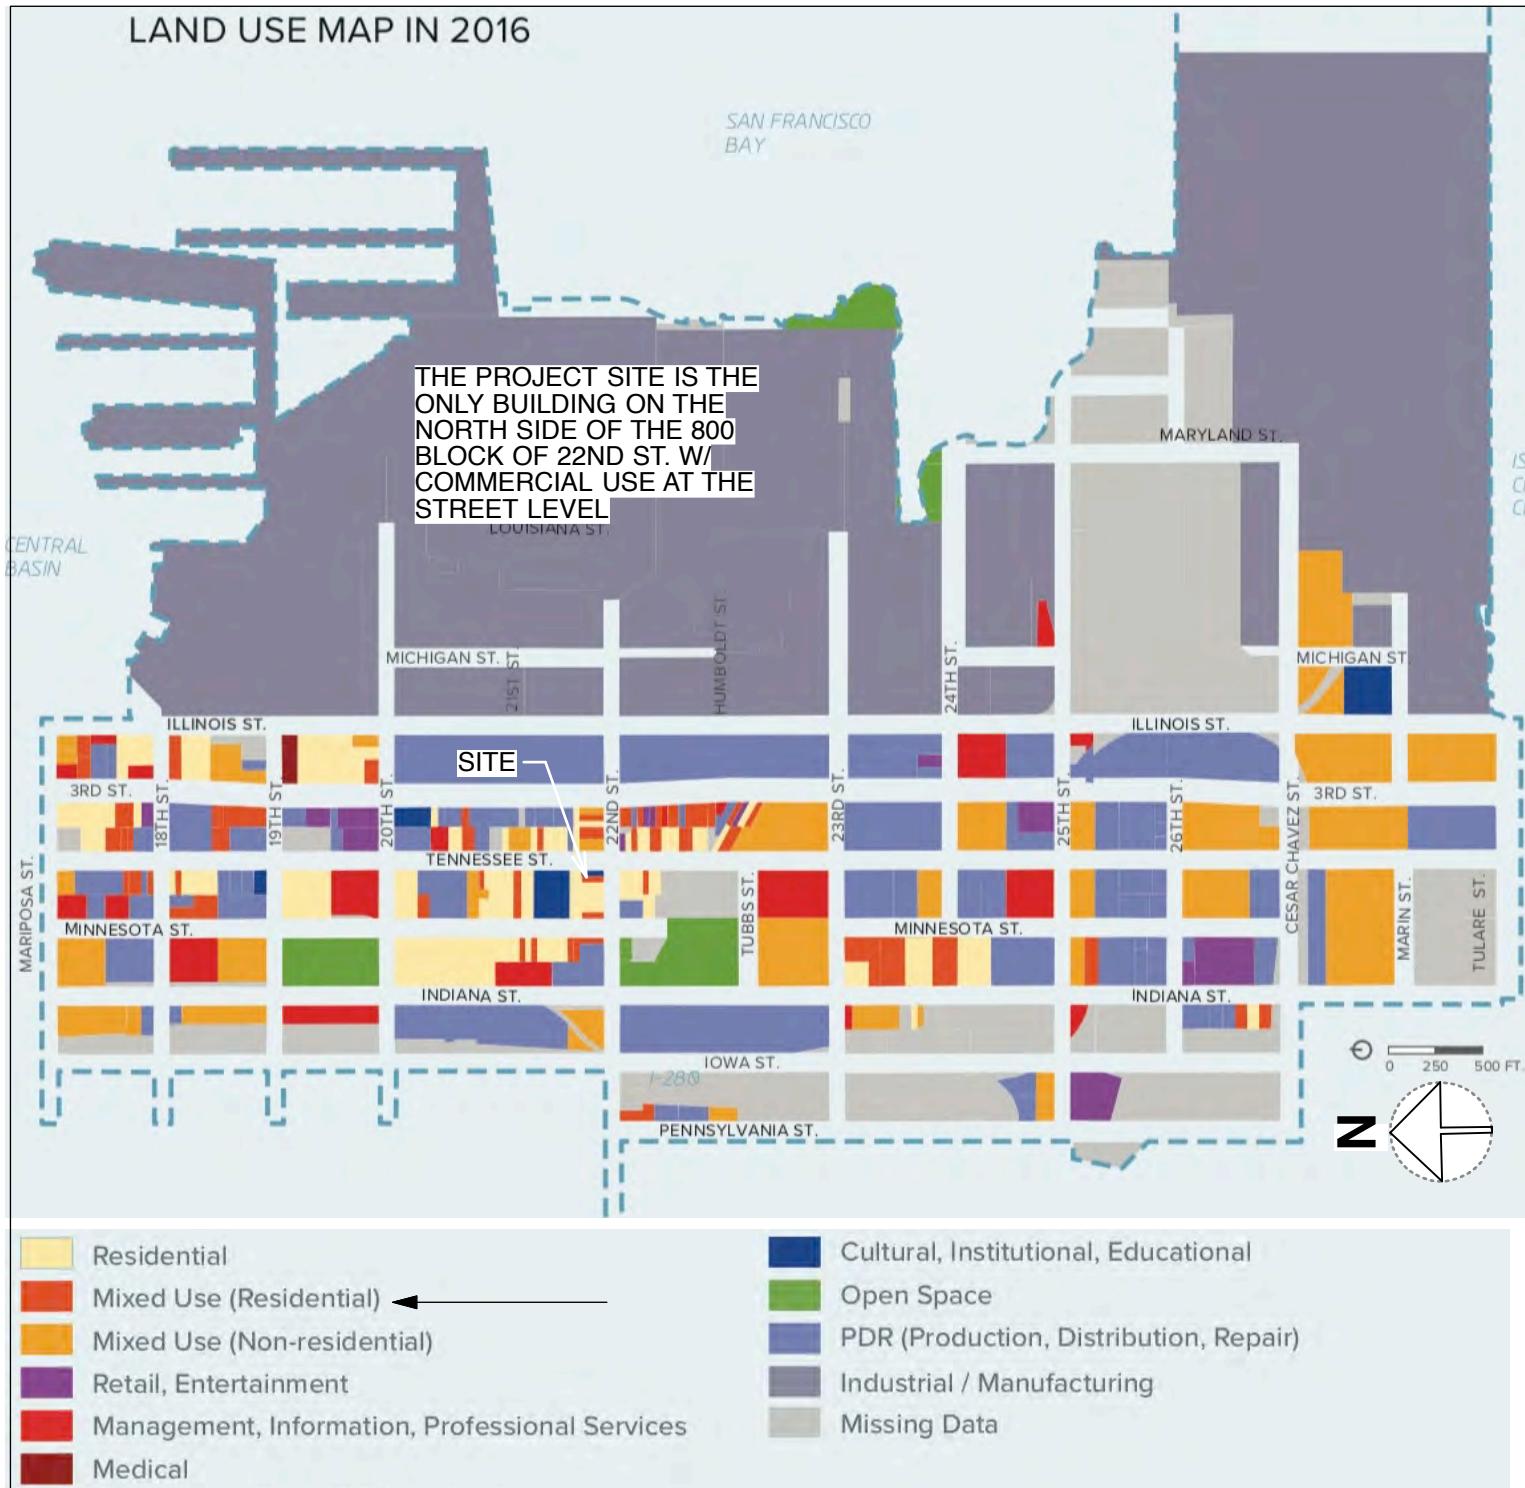 LAND USE MAP IN 2016
SAN FRANCISCO
BAY
THE PROJECT SITE IS THE
ONLY BUILDING ON THE
NORTH SIDE OF THE 800
BLOCK OF 22ND ST. W/
COMMERCIAL USE AT THE
STREET LEVEL
LOUISIANA ST.
MARYLAND ST.
CENTRAL
BASIN
MICHIGAN ST.
21ST ST.
HUMBOLDT ST.
24TH ST.
MICHIGAN ST.
ILLINOIS ST.
ILLINOIS ST.
SITE
3RD ST.
3RD ST.
18TH ST.
19TH ST.
20TH ST.
22ND ST.
23RD ST.
25TH ST.
26TH ST.
CESAR CHAVEZ ST.
TENNESSEE ST.
MARIPOSA ST.
MINNESOTA ST.
TUBBS ST.
MINNESOTA ST.
MARIN ST.
TULARE ST.
INDIANA ST.
INDIANA ST.
IOWA ST.
I-280
PENNSYLVANIA ST.
0 250 500 FT.
N
Residential
Mixed Use (Residential)
Mixed Use (Non-residential)
Retail, Entertainment
Management, Information, Professional Services
Medical
Cultural, Institutional, Educational
Open Space
PDR (Production, Distribution, Repair)
Industrial / Manufacturing
Missing Data